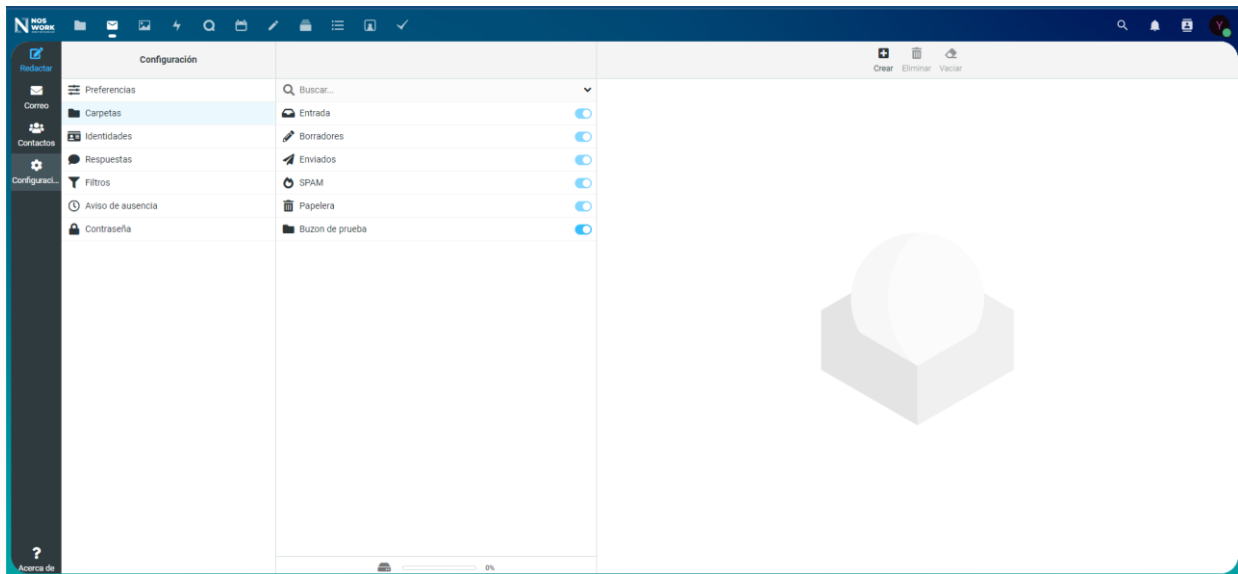 NOS
WORK
Y
Redactar
Correo
Contactos
Configuraci...
Acerca de
Configuración
Preferencias
Carpetas
Identidades
Respuestas
Filtros
Aviso de ausencia
Contraseña
Buscar...
Entrada
Borradores
Enviados
SPAM
Papelera
Buzon de prueba
0%
Crear Eliminar Vaciar